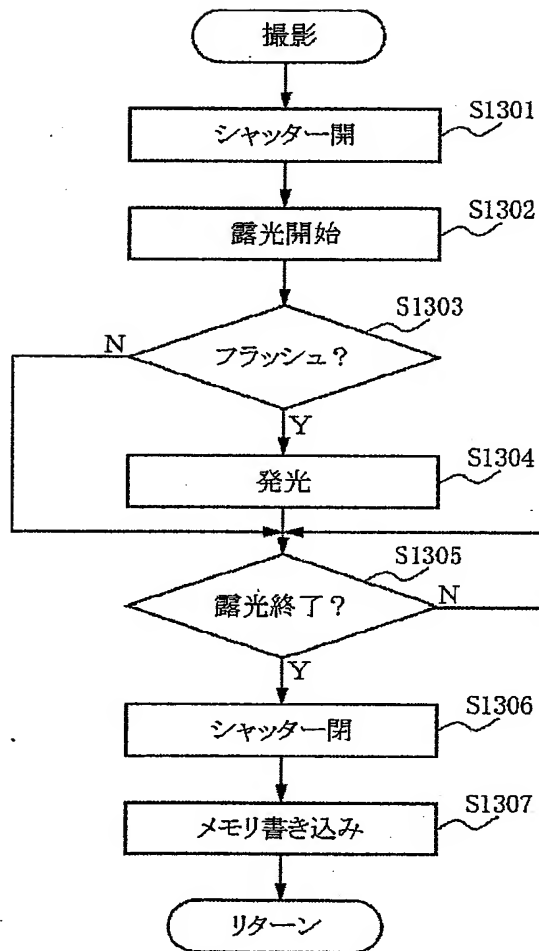 撮影
シャッター開
S1301
露光開始
S1302
S1303
フラッシュ?
N
Y
発光
S1304
S1305
露光終了?
N
Y
シャッター閉
S1306
メモリ書き込み
S1307
リターン